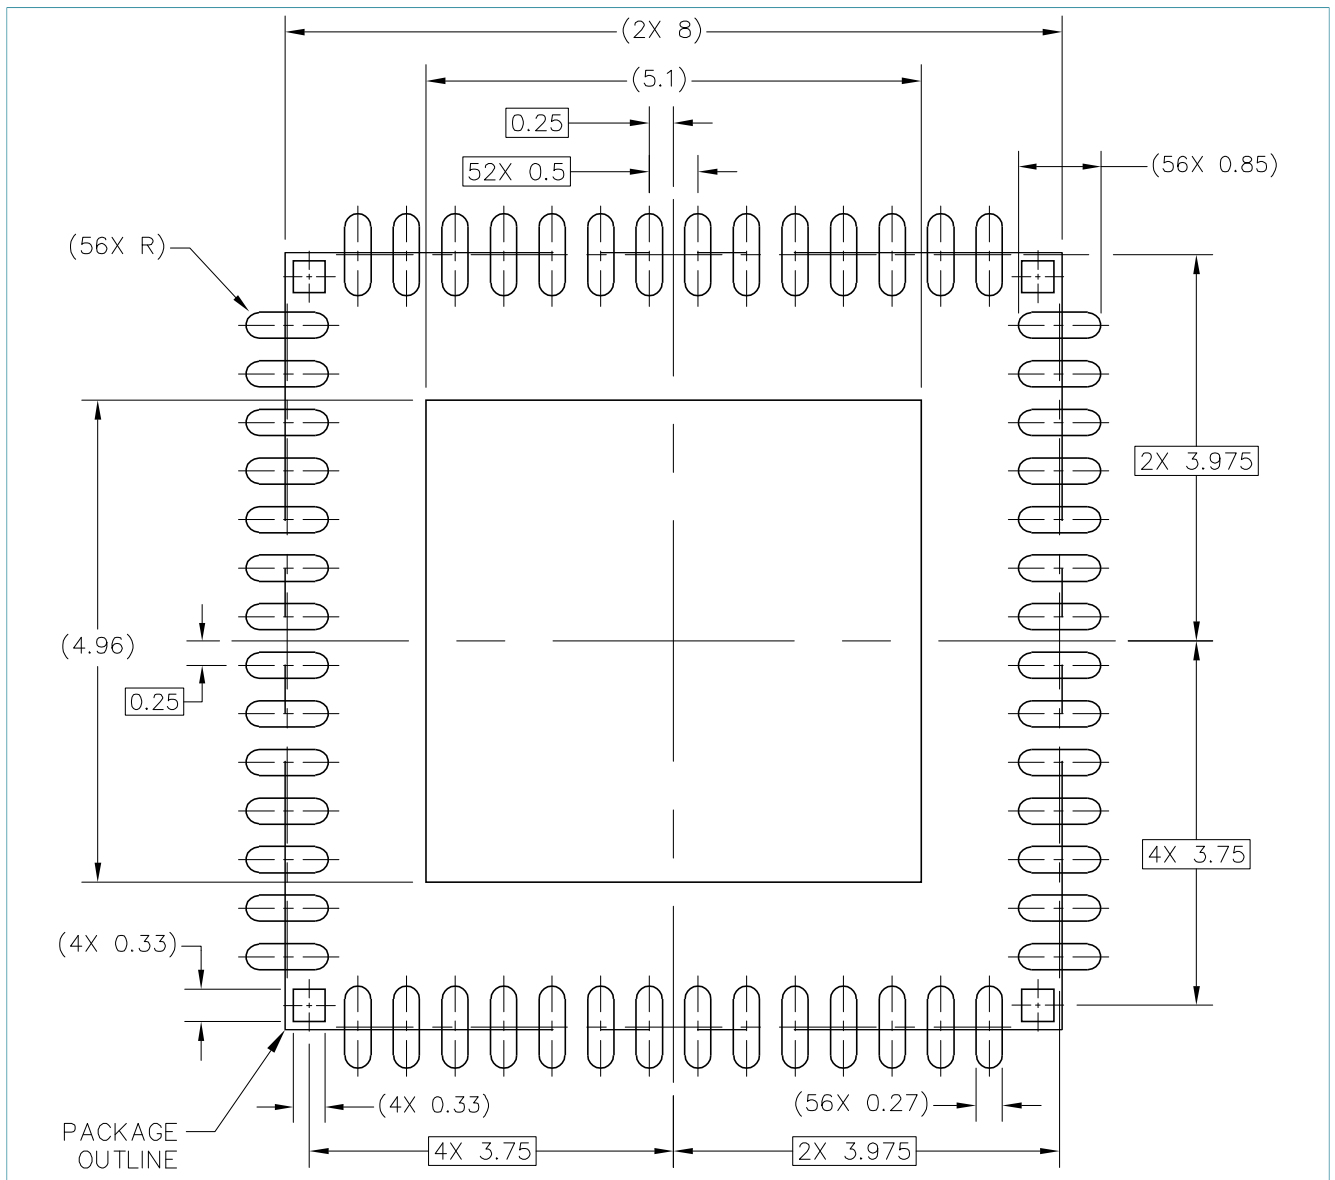 (2X 8)
(5.1)
0.25
52X 0.5
(56X 0.85)
(56X R)
2X 3.975
(4.96)
0.25
4X 3.75
(4X 0.33)
(4X 0.33)
(56X 0.27)
PACKAGE
OUTLINE
4X 3.75
2X 3.975